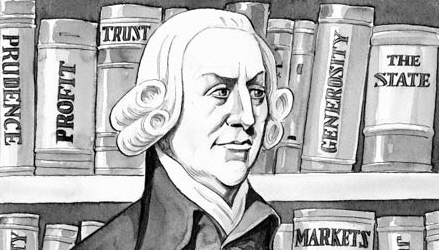 PRUDENCE
PROFIT
TRUST
GENEROSITY
THE
STATE
MARKETS